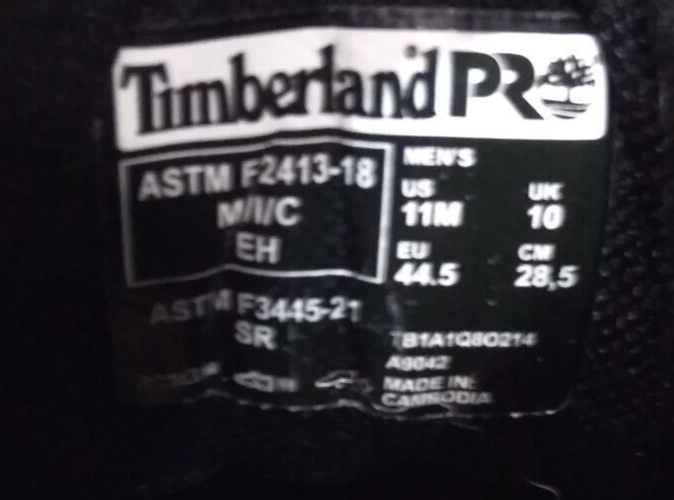 Timberland PRO
ASTM F2413-18
M/I/C
EH
ASTM F3445-21
SR
MEN'S
US
11M
UK
10
EU
44.5
CM
28,5
TB1A1Q8O214
A9042
MADE IN:
CAMBODIA